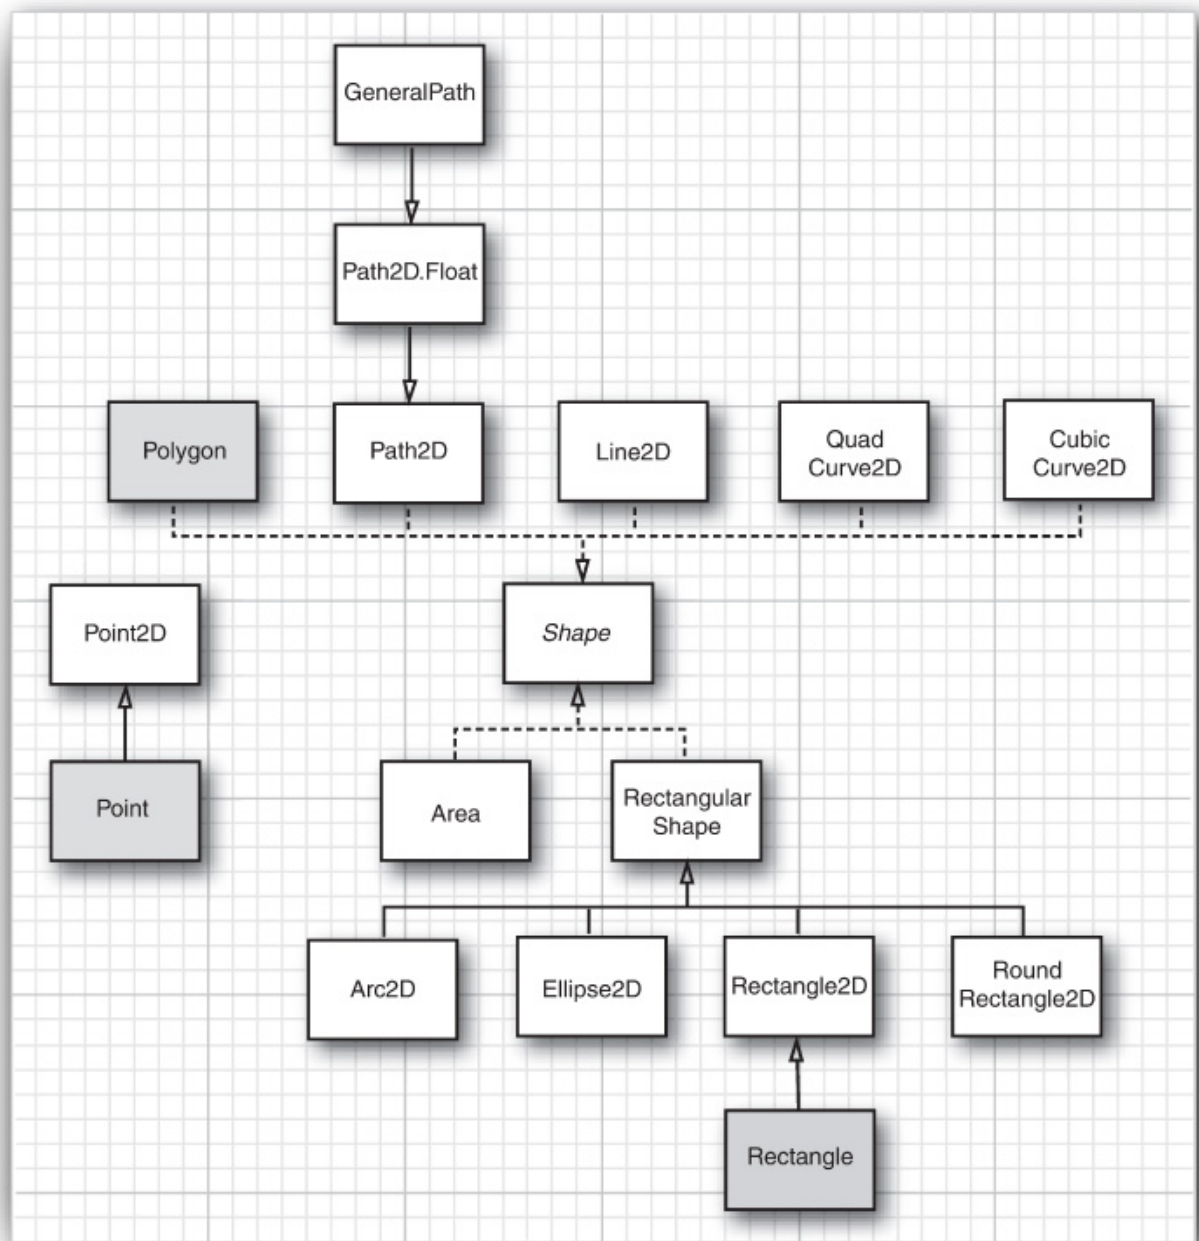 GeneralPath
Path2D.Float
Polygon
Path2D
Line2D
Quad
Curve2D
Cubic
Curve2D
Point2D
Shape
Point
Area
Rectangular
Shape
Arc2D
Ellipse2D
Rectangle2D
Round
Rectangle2D
Rectangle